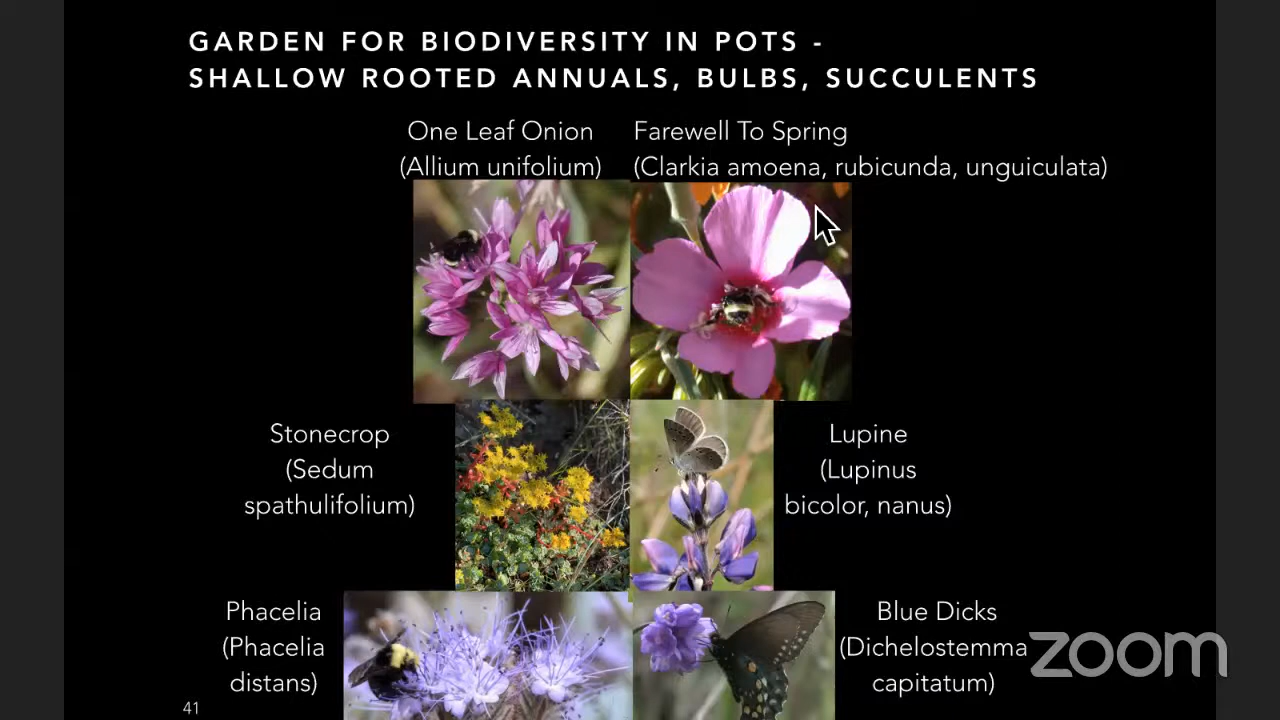 GARDEN FOR BIODIVERSITY IN POTS -
SHALLOW ROOTED ANNUALS, BULBS, SUCCULENTS
One Leaf Onion
(Allium unifolium)
Farewell To Spring
(Clarkia amoena, rubicunda, unguiculata)
Stonecrop
(Sedum
spathulifolium)
Lupine
(Lupinus
bicolor, nanus)
Phacelia
(Phacelia
distans)
Blue Dicks
(Dichelostemma
capitatum)
zoom
41